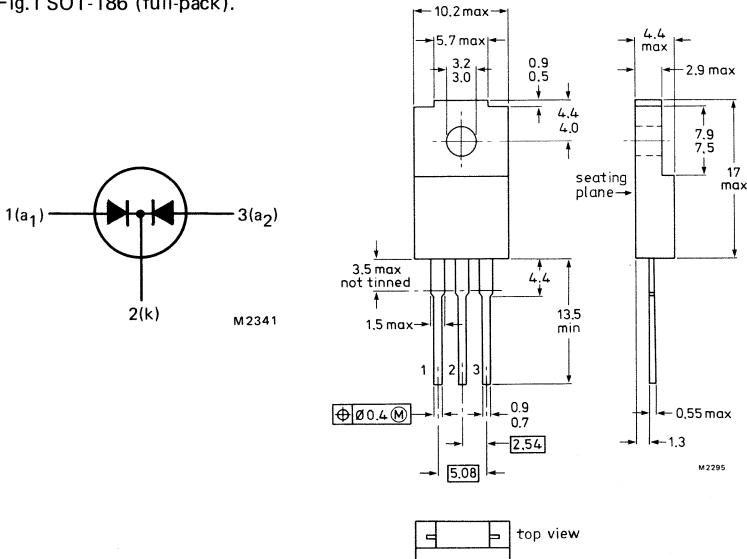 Fig.1 SOT-186 (full-pack).
1(a1)
3(a2)
2(k)
M2341
10.2 max
5.7 max
3.2
3.0
0.9
0.5
4.4
4.0
3.5 max
not tinned
4.4
1.5 max
13.5
min
1
2
3
⌖ Ø0.4 Ⓜ
0.9
0.7
2.54
5.08
4.4
max
2.9 max
7.9
7.5
17
max
seating
plane
0.55 max
1.3
M2295
top view